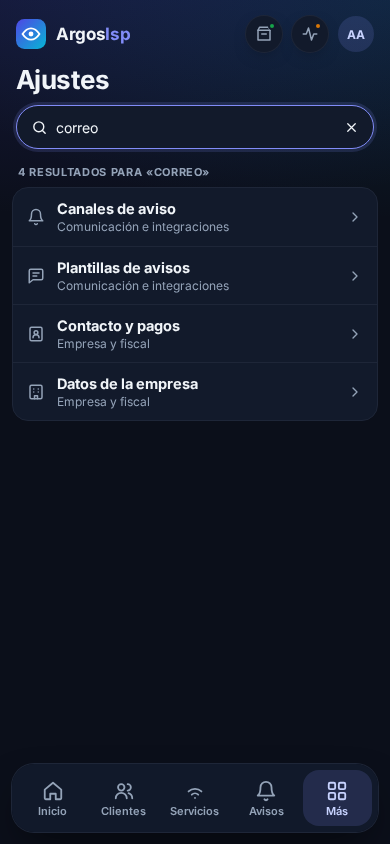 ArgosIsp
AA
Ajustes
correo
4 RESULTADOS PARA «CORREO»
Canales de aviso
Comunicación e integraciones
Plantillas de avisos
Comunicación e integraciones
Contacto y pagos
Empresa y fiscal
Datos de la empresa
Empresa y fiscal
Inicio
Clientes
Servicios
Avisos
Más